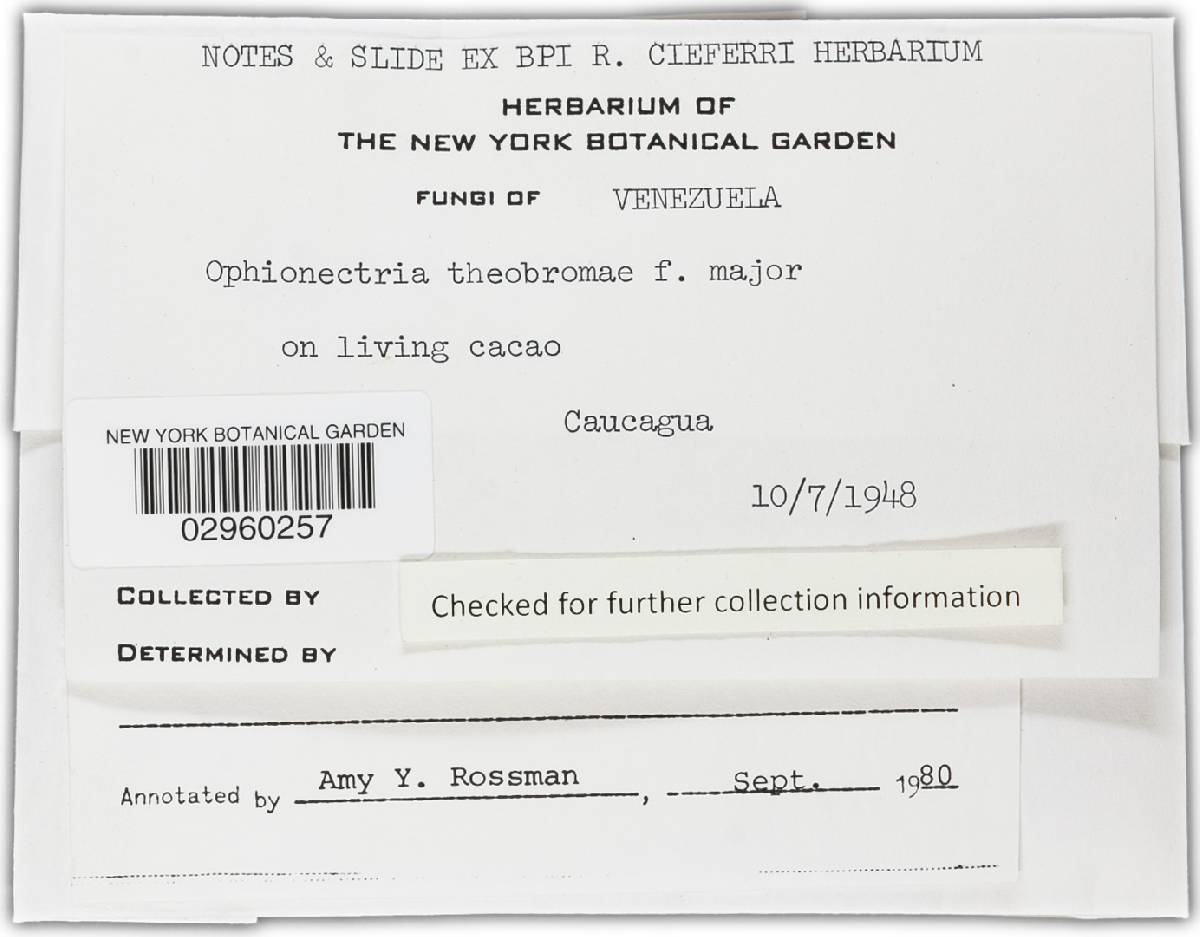 NOTES & SLIDE EX BPI R. CIEFERRI HERBARIUM
HERBARIUM OF
THE NEW YORK BOTANICAL GARDEN
FUNGI OF VENEZUELA
Ophionectria theobromae f. major
on living cacao
Caucagua
10/7/1948
NEW YORK BOTANICAL GARDEN
02960257
COLLECTED BY
Checked for further collection information
DETERMINED BY
Annotated by Amy Y. Rossman, Sept. 1980